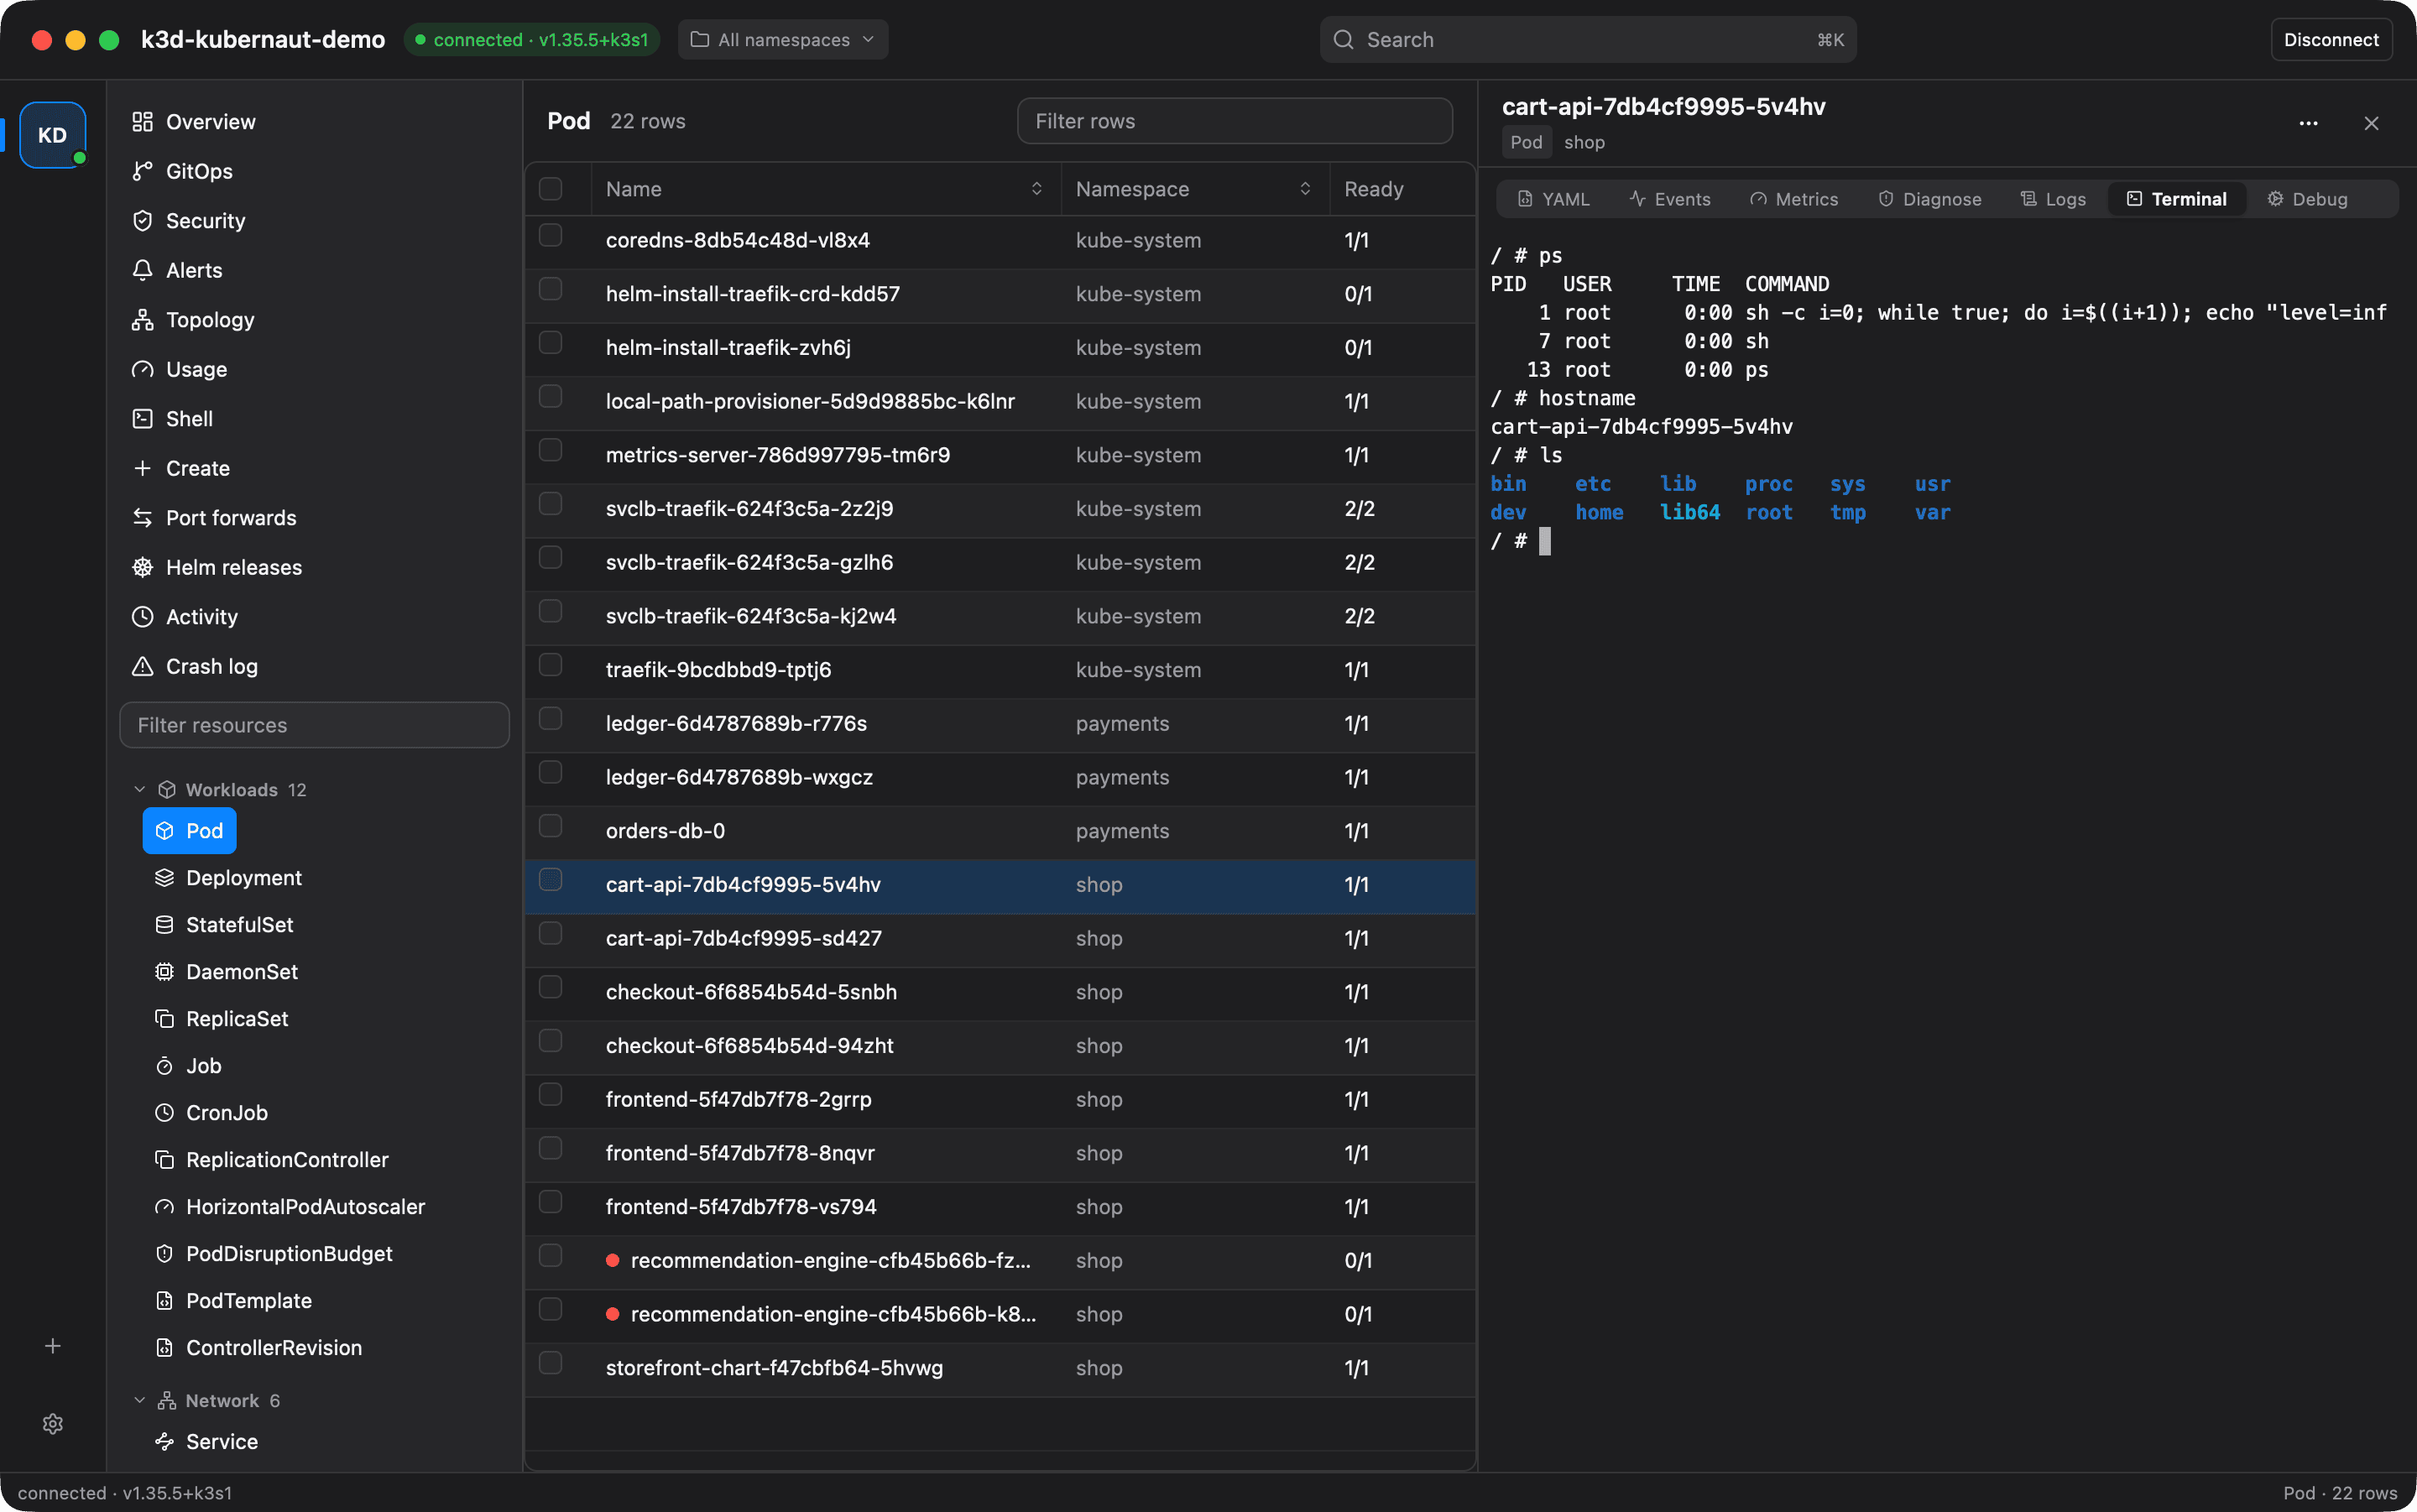 k3d-kubernaut-demo
connected · v1.35.5+k3s1
All namespaces
Search
⌘K
Disconnect
KD
Overview
GitOps
Security
Alerts
Topology
Usage
Shell
Create
Port forwards
Helm releases
Activity
Crash log
Filter resources
Workloads 12
Pod
Deployment
StatefulSet
DaemonSet
ReplicaSet
Job
CronJob
ReplicationController
HorizontalPodAutoscaler
PodDisruptionBudget
PodTemplate
ControllerRevision
Network 6
Service
Pod 22 rows
Filter rows
Name Namespace Ready
coredns-8db54c48d-vl8x4 kube-system 1/1
helm-install-traefik-crd-kdd57 kube-system 0/1
helm-install-traefik-zvh6j kube-system 0/1
local-path-provisioner-5d9d9885bc-k6lnr kube-system 1/1
metrics-server-786d997795-tm6r9 kube-system 1/1
svclb-traefik-624f3c5a-2z2j9 kube-system 2/2
svclb-traefik-624f3c5a-gzlh6 kube-system 2/2
svclb-traefik-624f3c5a-kj2w4 kube-system 2/2
traefik-9bcdbbd9-tptj6 kube-system 1/1
ledger-6d4787689b-r776s payments 1/1
ledger-6d4787689b-wxgcz payments 1/1
orders-db-0 payments 1/1
cart-api-7db4cf9995-5v4hv shop 1/1
cart-api-7db4cf9995-sd427 shop 1/1
checkout-6f6854b54d-5snbh shop 1/1
checkout-6f6854b54d-94zht shop 1/1
frontend-5f47db7f78-2grrp shop 1/1
frontend-5f47db7f78-8nqvr shop 1/1
frontend-5f47db7f78-vs794 shop 1/1
recommendation-engine-cfb45b66b-fz... shop 0/1
recommendation-engine-cfb45b66b-k8... shop 0/1
storefront-chart-f47cbfb64-5hvwg shop 1/1
cart-api-7db4cf9995-5v4hv
Pod shop
YAML Events Metrics Diagnose Logs Terminal Debug
/ # ps
PID USER TIME COMMAND
1 root 0:00 sh -c i=0; while true; do i=$((i+1)); echo "level=inf
7 root 0:00 sh
13 root 0:00 ps
/ # hostname
cart-api-7db4cf9995-5v4hv
/ # ls
bin etc lib proc sys usr
dev home lib64 root tmp var
/ #
connected · v1.35.5+k3s1
Pod · 22 rows